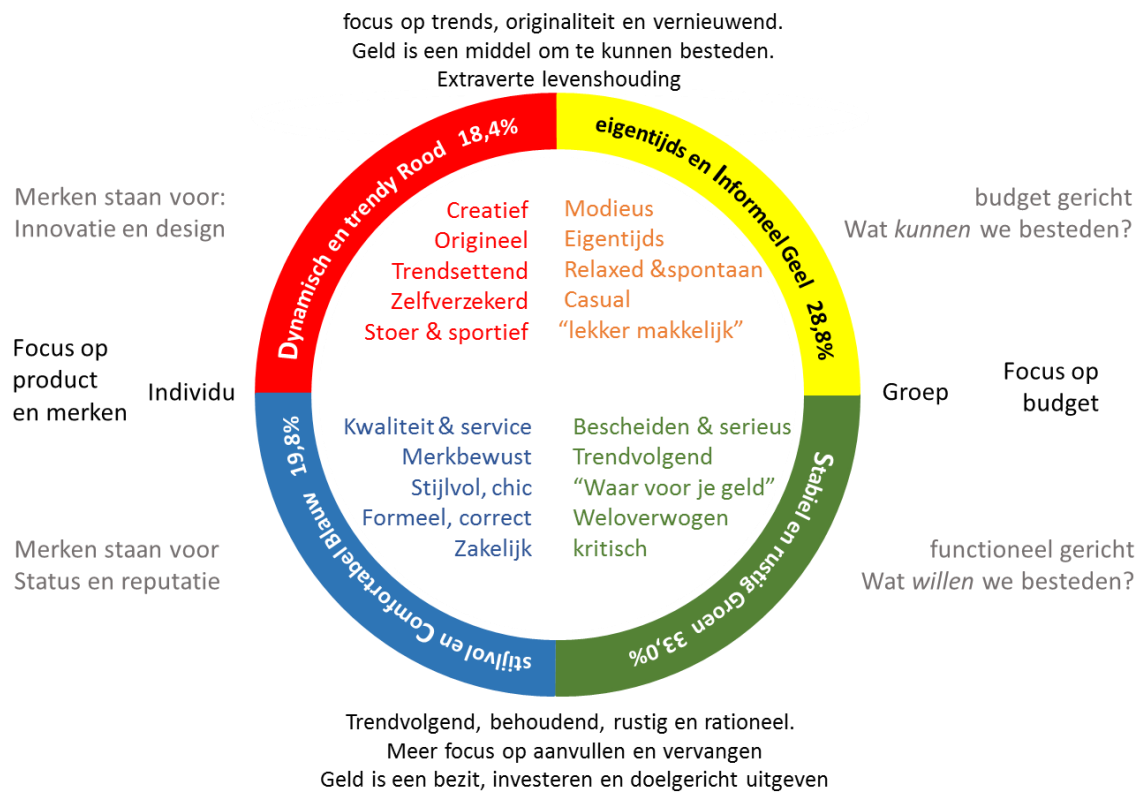 focus op trends, originaliteit en vernieuwend.
Geld is een middel om te kunnen besteden.
Extraverte levenshouding
Dynamisch en trendy Rood 18,4%
eigentijds en Informeel Geel 28,8%
Merken staan voor:
Innovatie en design
budget gericht
Wat kunnen we besteden?
Creatief
Origineel
Trendsettend
Zelfverzekerd
Stoer & sportief
Modieus
Eigentijds
Relaxed &spontaan
Casual
“lekker makkelijk”
Focus op
product
en merken
Individu
Groep
Focus op
budget
Kwaliteit & service
Merkbewust
Stijlvol, chic
Formeel, correct
Zakelijk
Bescheiden & serieus
Trendvolgend
“Waar voor je geld”
Weloverwogen
kritisch
Merken staan voor
Status en reputatie
functioneel gericht
Wat willen we besteden?
stijlvol en Comfortabel Blauw 19,8%
Stabiel en rustig Groen 33,0%
Trendvolgend, behoudend, rustig en rationeel.
Meer focus op aanvullen en vervangen
Geld is een bezit, investeren en doelgericht uitgeven